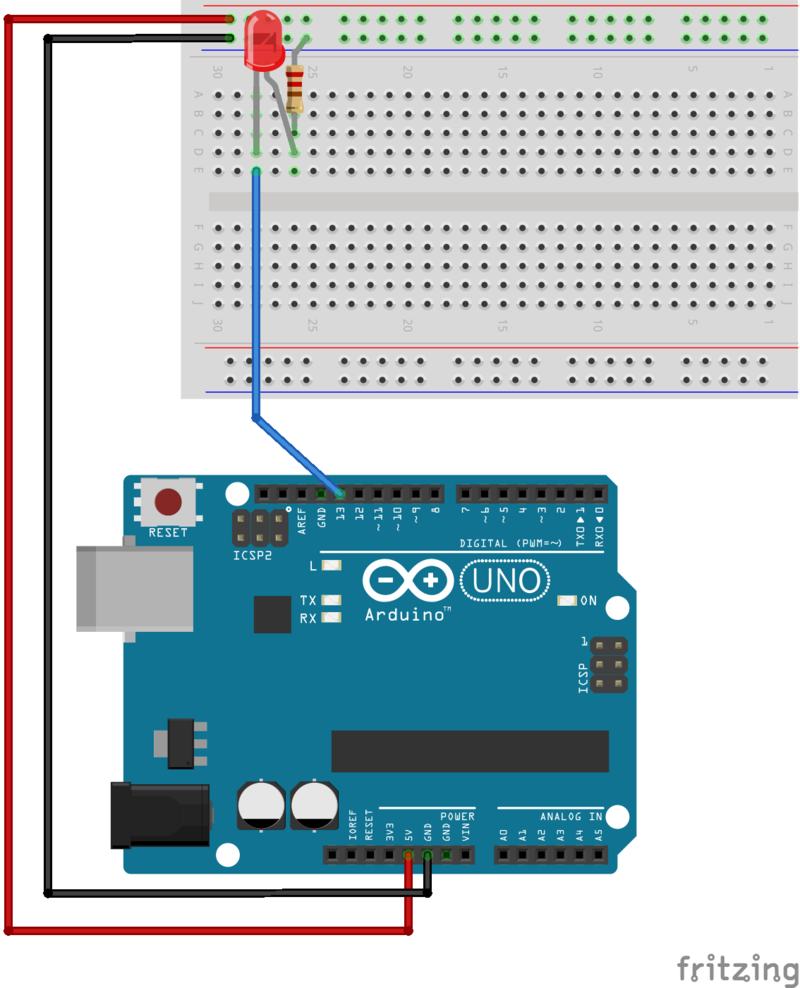 30 25 20 15 10 5 1
A A
B B
C C
D D
E E
F F
G G
H H
I I
J J
30 25 20 15 10 5 1
RESET
ICSP2
AREF GND 13 12 ~11 ~10 ~9 8 7 ~6 ~5 4 ~3 2 TX0▶1 RX0◀0
DIGITAL (PWM=~)
L
TX
RX
Arduino™
UNO
ON
1
ICSP
POWER
ANALOG IN
IOREF RESET 3V3 5V GND GND VIN A0 A1 A2 A3 A4 A5
fritzing